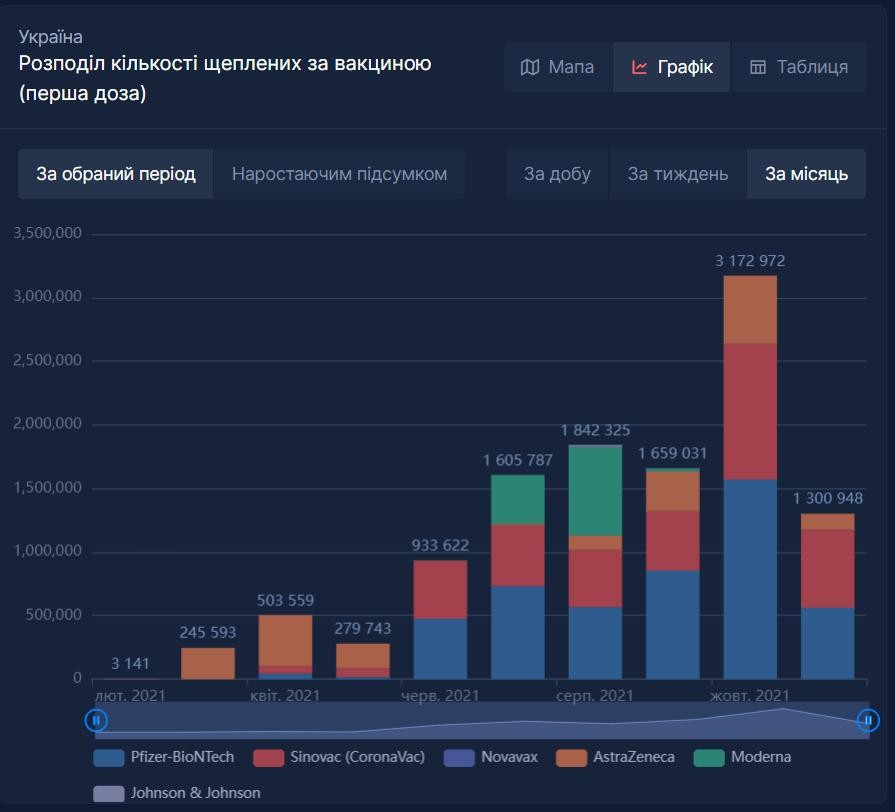 Україна
Розподіл кількості щеплених за вакциною
(перша доза)
Мапа
Графік
Таблиця
За обраний період
Наростаючим підсумком
За добу
За тиждень
За місяць
3,500,000
3,000,000
2,500,000
2,000,000
1,500,000
1,000,000
500,000
0
3 141
245 593
503 559
279 743
933 622
1 605 787
1 842 325
1 659 031
3 172 972
1 300 948
лют. 2021
квіт. 2021
черв. 2021
серп. 2021
жовт. 2021
Pfizer-BioNTech
Sinovac (CoronaVac)
Novavax
AstraZeneca
Moderna
Johnson & Johnson